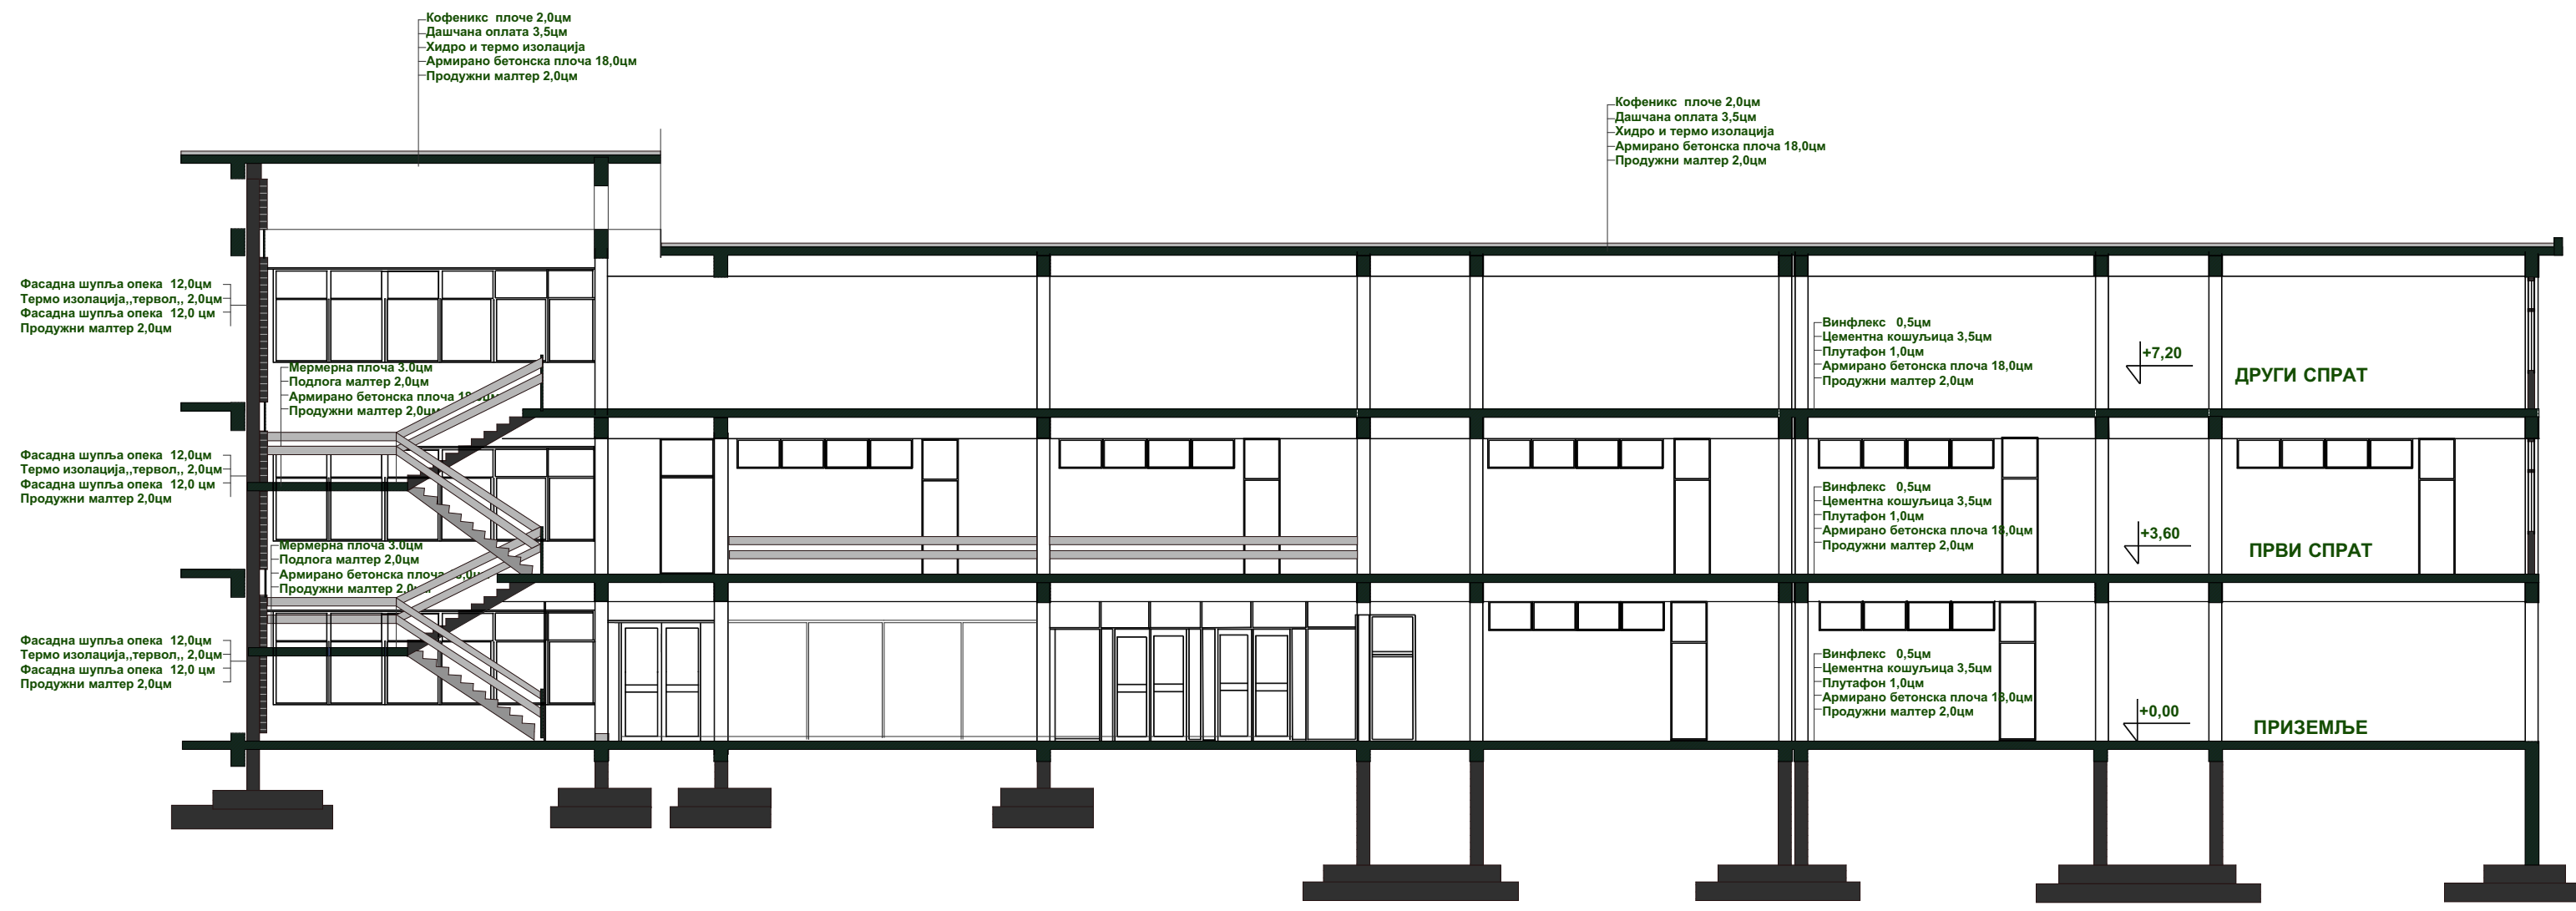 Кофеникс плоче 2,0цм
Дашчана оплата 3,5цм
Хидро и термо изолација
Армирано бетонска плоча 18,0цм
Продужни малтер 2,0цм
Кофеникс плоче 2,0цм
Дашчана оплата 3,5цм
Хидро и термо изолација
Армирано бетонска плоча 18,0цм
Продужни малтер 2,0цм
Фасадна шупља опека 12,0цм
Термо изолација,,тервол,, 2,0цм
Фасадна шупља опека 12,0 цм
Продужни малтер 2,0цм
Мермерна плоча 3.0цм
Подлога малтер 2,0цм
Армирано бетонска плоча 18,0цм
Продужни малтер 2,0цм
Винфлекс 0,5цм
Цементна кошуљица 3,5цм
Плутафон 1,0цм
Армирано бетонска плоча 18,0цм
Продужни малтер 2,0цм
+7,20
ДРУГИ СПРАТ
Фасадна шупља опека 12,0цм
Термо изолација,,тервол,, 2,0цм
Фасадна шупља опека 12,0 цм
Продужни малтер 2,0цм
Винфлекс 0,5цм
Цементна кошуљица 3,5цм
Плутафон 1,0цм
Армирано бетонска плоча 18,0цм
Продужни малтер 2,0цм
+3,60
ПРВИ СПРАТ
Мермерна плоча 3.0цм
Подлога малтер 2,0цм
Армирано бетонска плоча
Продужни малтер 2,0цм
Фасадна шупља опека 12,0цм
Термо изолација,,тервол,, 2,0цм
Фасадна шупља опека 12,0 цм
Продужни малтер 2,0цм
Винфлекс 0,5цм
Цементна кошуљица 3,5цм
Плутафон 1,0цм
Армирано бетонска плоча 18,0цм
Продужни малтер 2,0цм
+0,00
ПРИЗЕМЉЕ